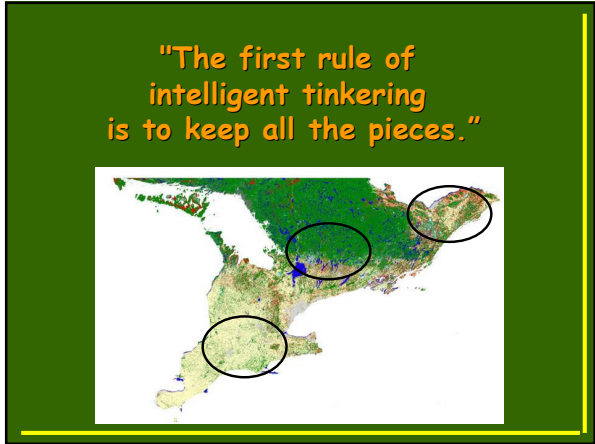 "The first rule of
intelligent tinkering
is to keep all the pieces.”